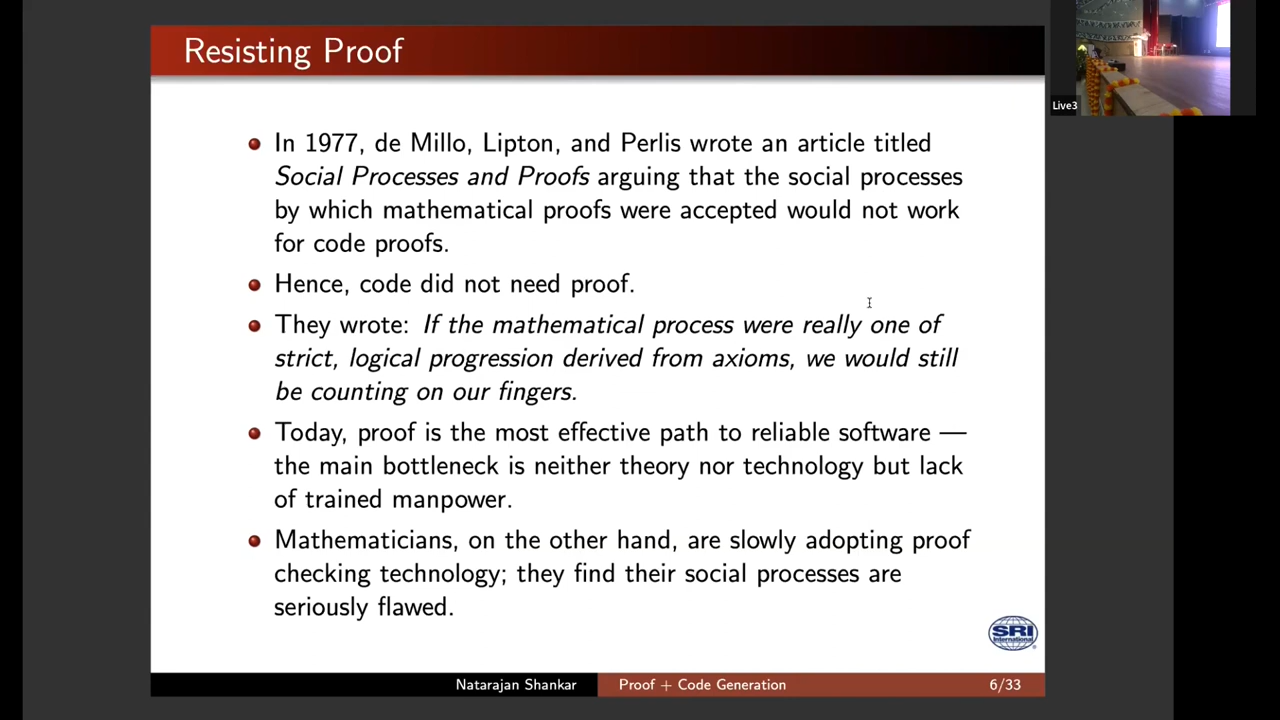 Resisting Proof
In 1977, de Millo, Lipton, and Perlis wrote an article titled
Social Processes and Proofs arguing that the social processes
by which mathematical proofs were accepted would not work
for code proofs.
Hence, code did not need proof.
They wrote: If the mathematical process were really one of
strict, logical progression derived from axioms, we would still
be counting on our fingers.
Today, proof is the most effective path to reliable software —
the main bottleneck is neither theory nor technology but lack
of trained manpower.
Mathematicians, on the other hand, are slowly adopting proof
checking technology; they find their social processes are
seriously flawed.
SRI
International
Natarajan Shankar
Proof + Code Generation
6/33
Live3